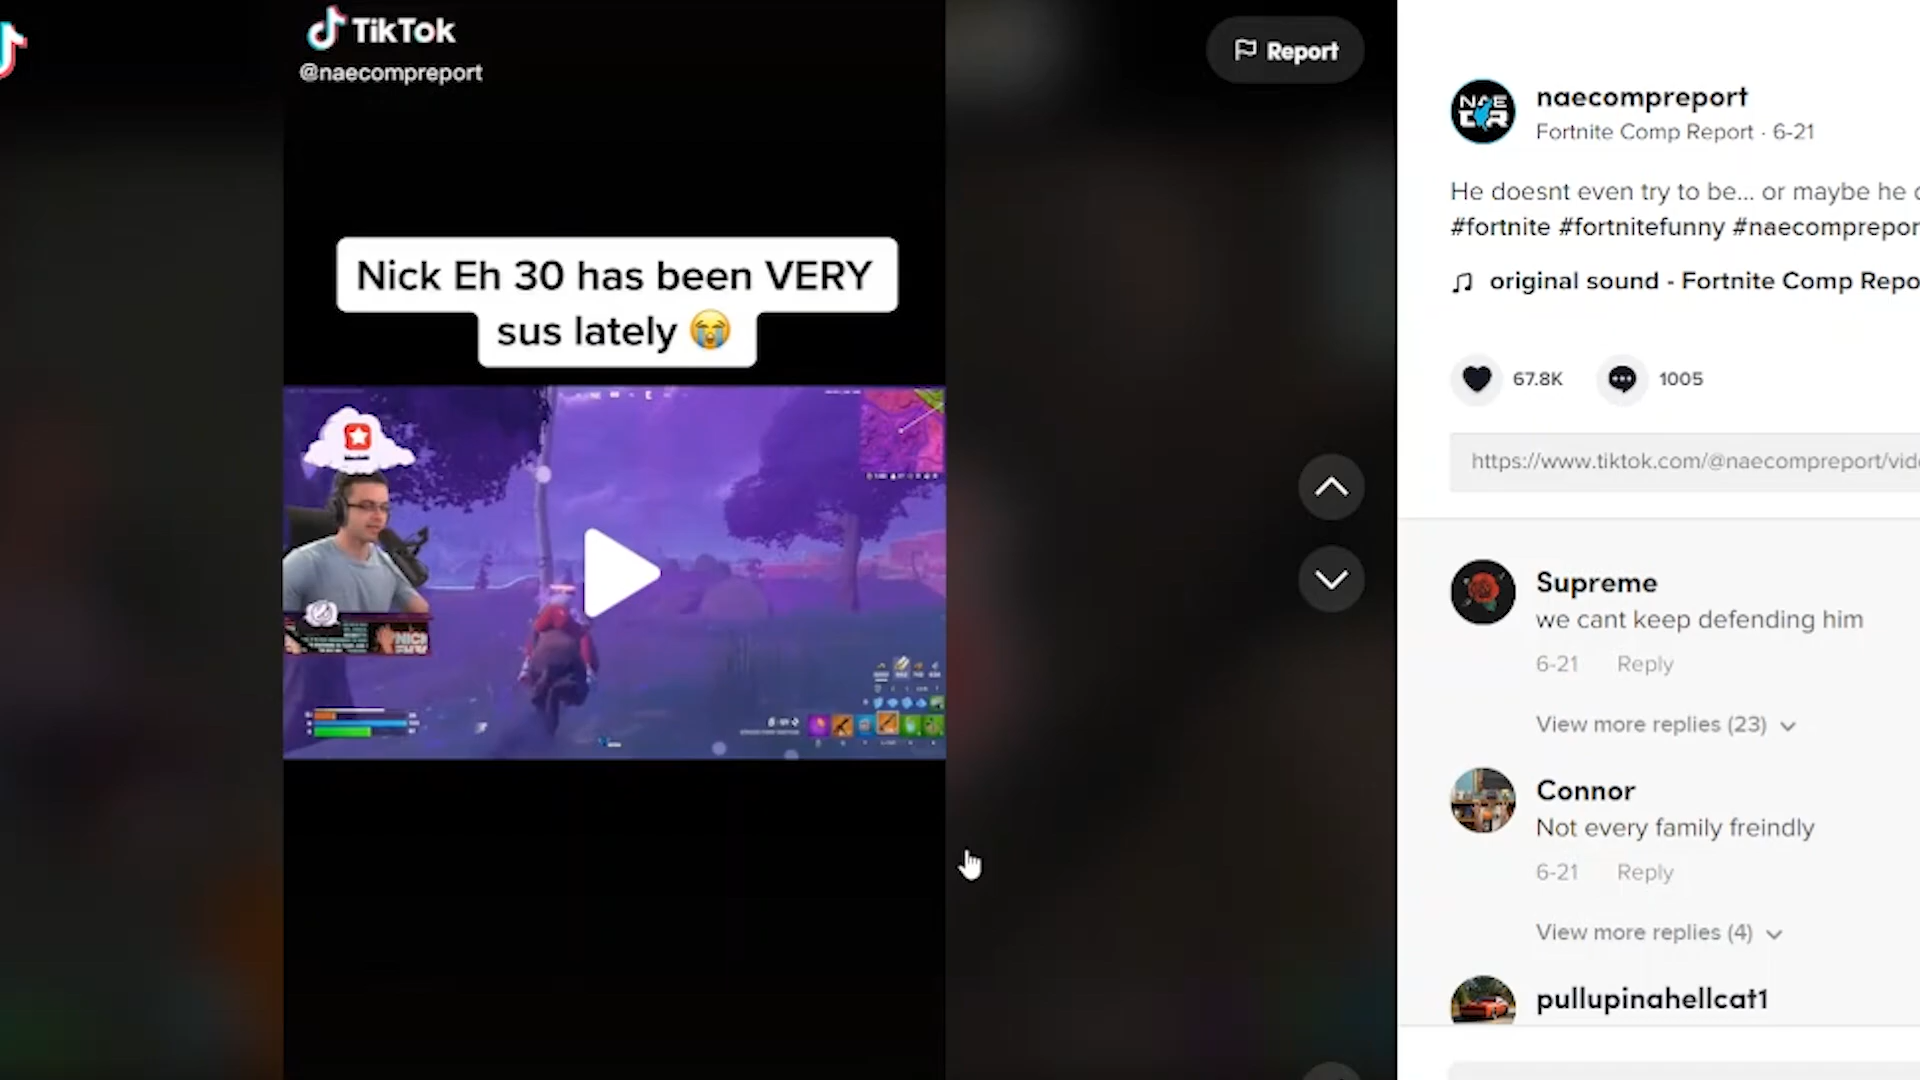 TikTok
@naecompreport
Nick Eh 30 has been VERY
sus lately 😭
NICK
Report
naecompreport
Fortnite Comp Report · 6-21
He doesnt even try to be... or maybe he
#fortnite #fortnitefunny #naecomprepor
original sound - Fortnite Comp Repo
67.8K
1005
https://www.tiktok.com/@naecompreport/vid
Supreme
we cant keep defending him
6-21 Reply
View more replies (23)
Connor
Not every family freindly
6-21 Reply
View more replies (4)
pullupinahellcat1